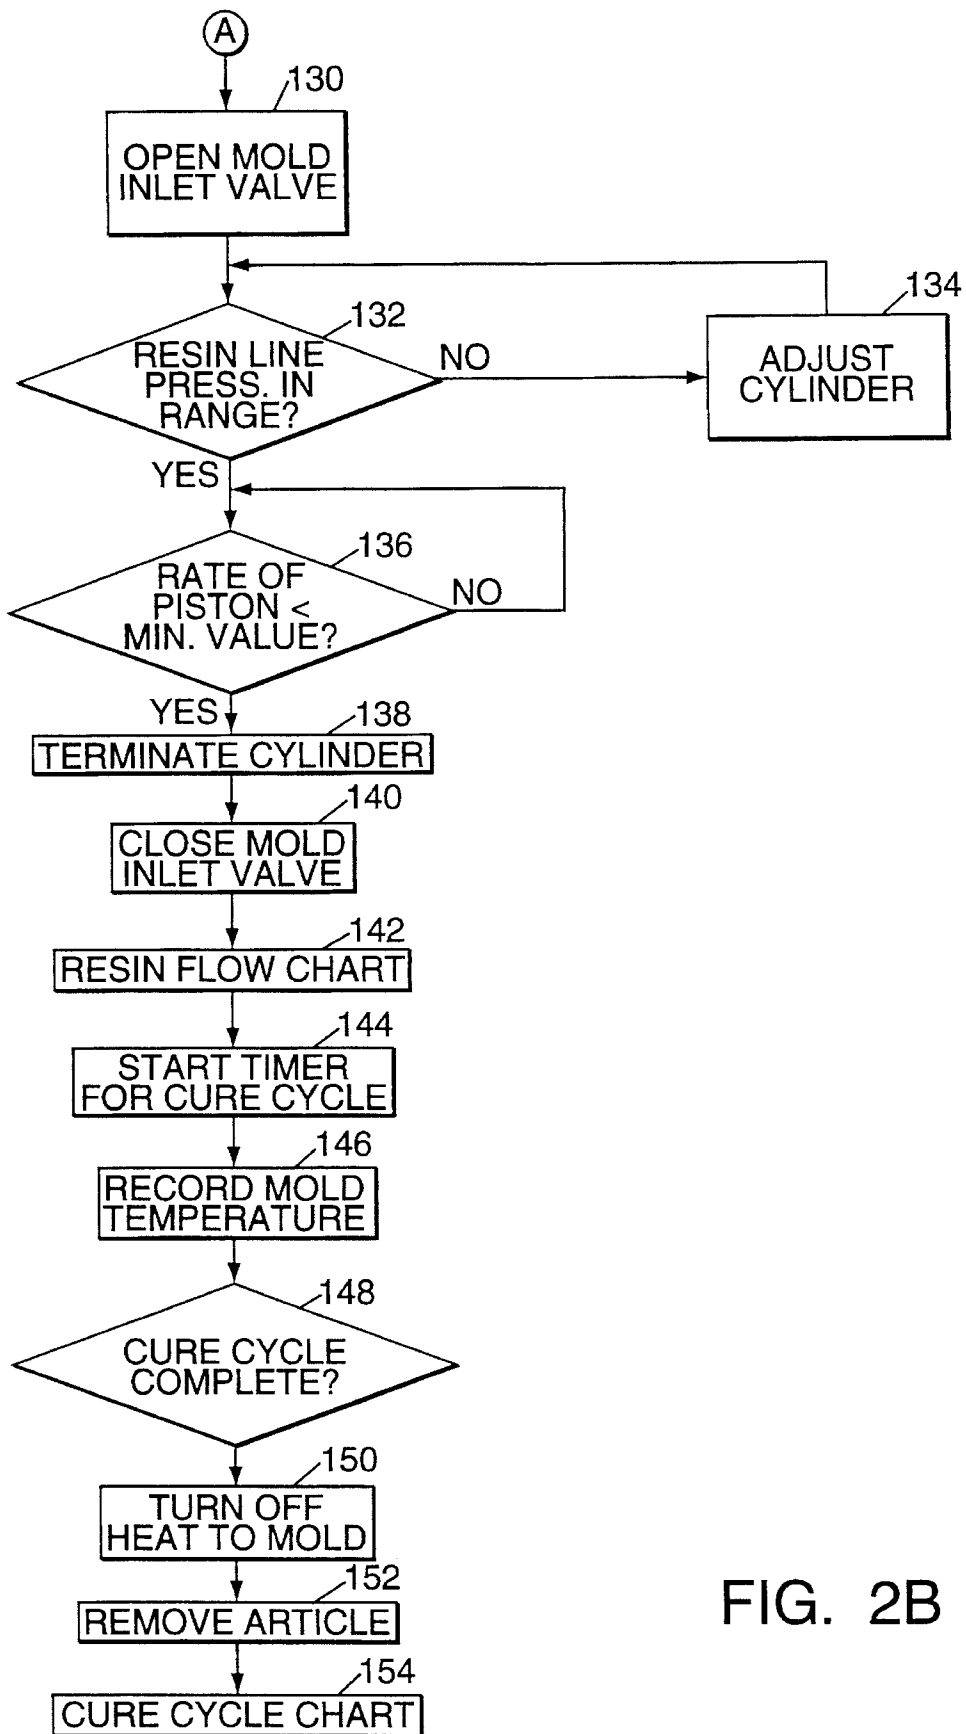 A
130
OPEN MOLD
INLET VALVE
132
RESIN LINE
PRESS. IN
RANGE?
NO
134
ADJUST
CYLINDER
YES
136
RATE OF
PISTON <
MIN. VALUE?
NO
YES
138
TERMINATE CYLINDER
140
CLOSE MOLD
INLET VALVE
142
RESIN FLOW CHART
144
START TIMER
FOR CURE CYCLE
146
RECORD MOLD
TEMPERATURE
148
CURE CYCLE
COMPLETE?
150
TURN OFF
HEAT TO MOLD
152
REMOVE ARTICLE
154
CURE CYCLE CHART
FIG. 2B